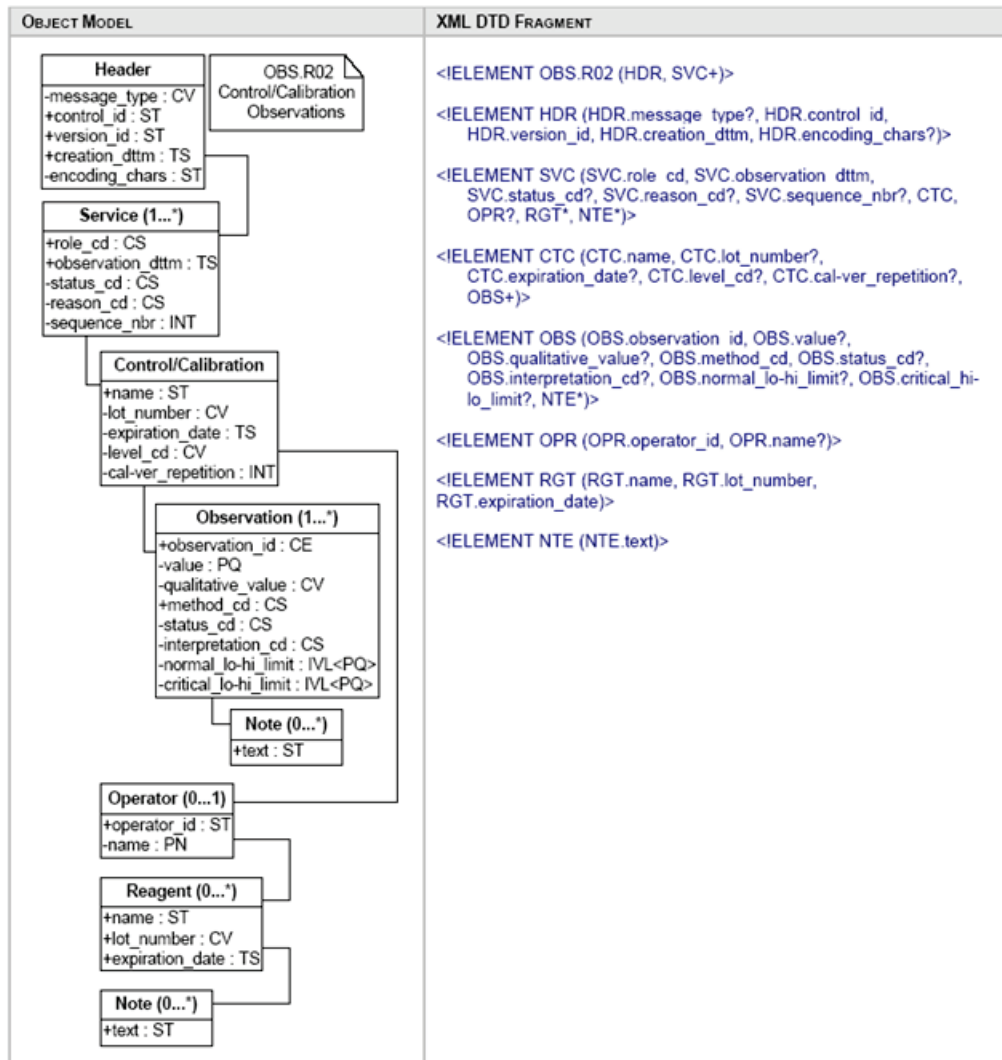 OBJECT MODEL
Header
-message_type : CV
+control_id : ST
+version_id : ST
+creation_dttm : TS
-encoding_chars : ST
OBS.R02
Control/Calibration
Observations
Service (1...*)
+role_cd : CS
+observation_dttm : TS
-status_cd : CS
-reason_cd : CS
-sequence_nbr : INT
Control/Calibration
+name : ST
-lot_number : CV
-expiration_date : TS
-level_cd : CV
-cal-ver_repetition : INT
Observation (1...*)
+observation_id : CE
-value : PQ
-qualitative_value : CV
+method_cd : CS
-status_cd : CS
-interpretation_cd : CS
-normal_lo-hi_limit : IVL<PQ>
-critical_lo-hi_limit : IVL<PQ>
Note (0...*)
+text : ST
Operator (0...1)
+operator_id : ST
-name : PN
Reagent (0...*)
+name : ST
+lot_number : CV
+expiration_date : TS
Note (0...*)
+text : ST
XML DTD FRAGMENT
<!ELEMENT OBS.R02 (HDR, SVC+)>
<!ELEMENT HDR (HDR.message_type?, HDR.control_id,
HDR.version_id, HDR.creation_dttm, HDR.encoding_chars?)>
<!ELEMENT SVC (SVC.role_cd, SVC.observation_dttm,
SVC.status_cd?, SVC.reason_cd?, SVC.sequence_nbr?, CTC,
OPR?, RGT*, NTE*)>
<!ELEMENT CTC (CTC.name, CTC.lot_number?,
CTC.expiration_date?, CTC.level_cd?, CTC.cal-ver_repetition?,
OBS+)>
<!ELEMENT OBS (OBS.observation_id, OBS.value?,
OBS.qualitative_value?, OBS.method_cd, OBS.status_cd?,
OBS.interpretation_cd?, OBS.normal_lo-hi_limit?, OBS.critical_hi-
lo_limit?, NTE*)>
<!ELEMENT OPR (OPR.operator_id, OPR.name?)>
<!ELEMENT RGT (RGT.name, RGT.lot_number,
RGT.expiration_date)>
<!ELEMENT NTE (NTE.text)>